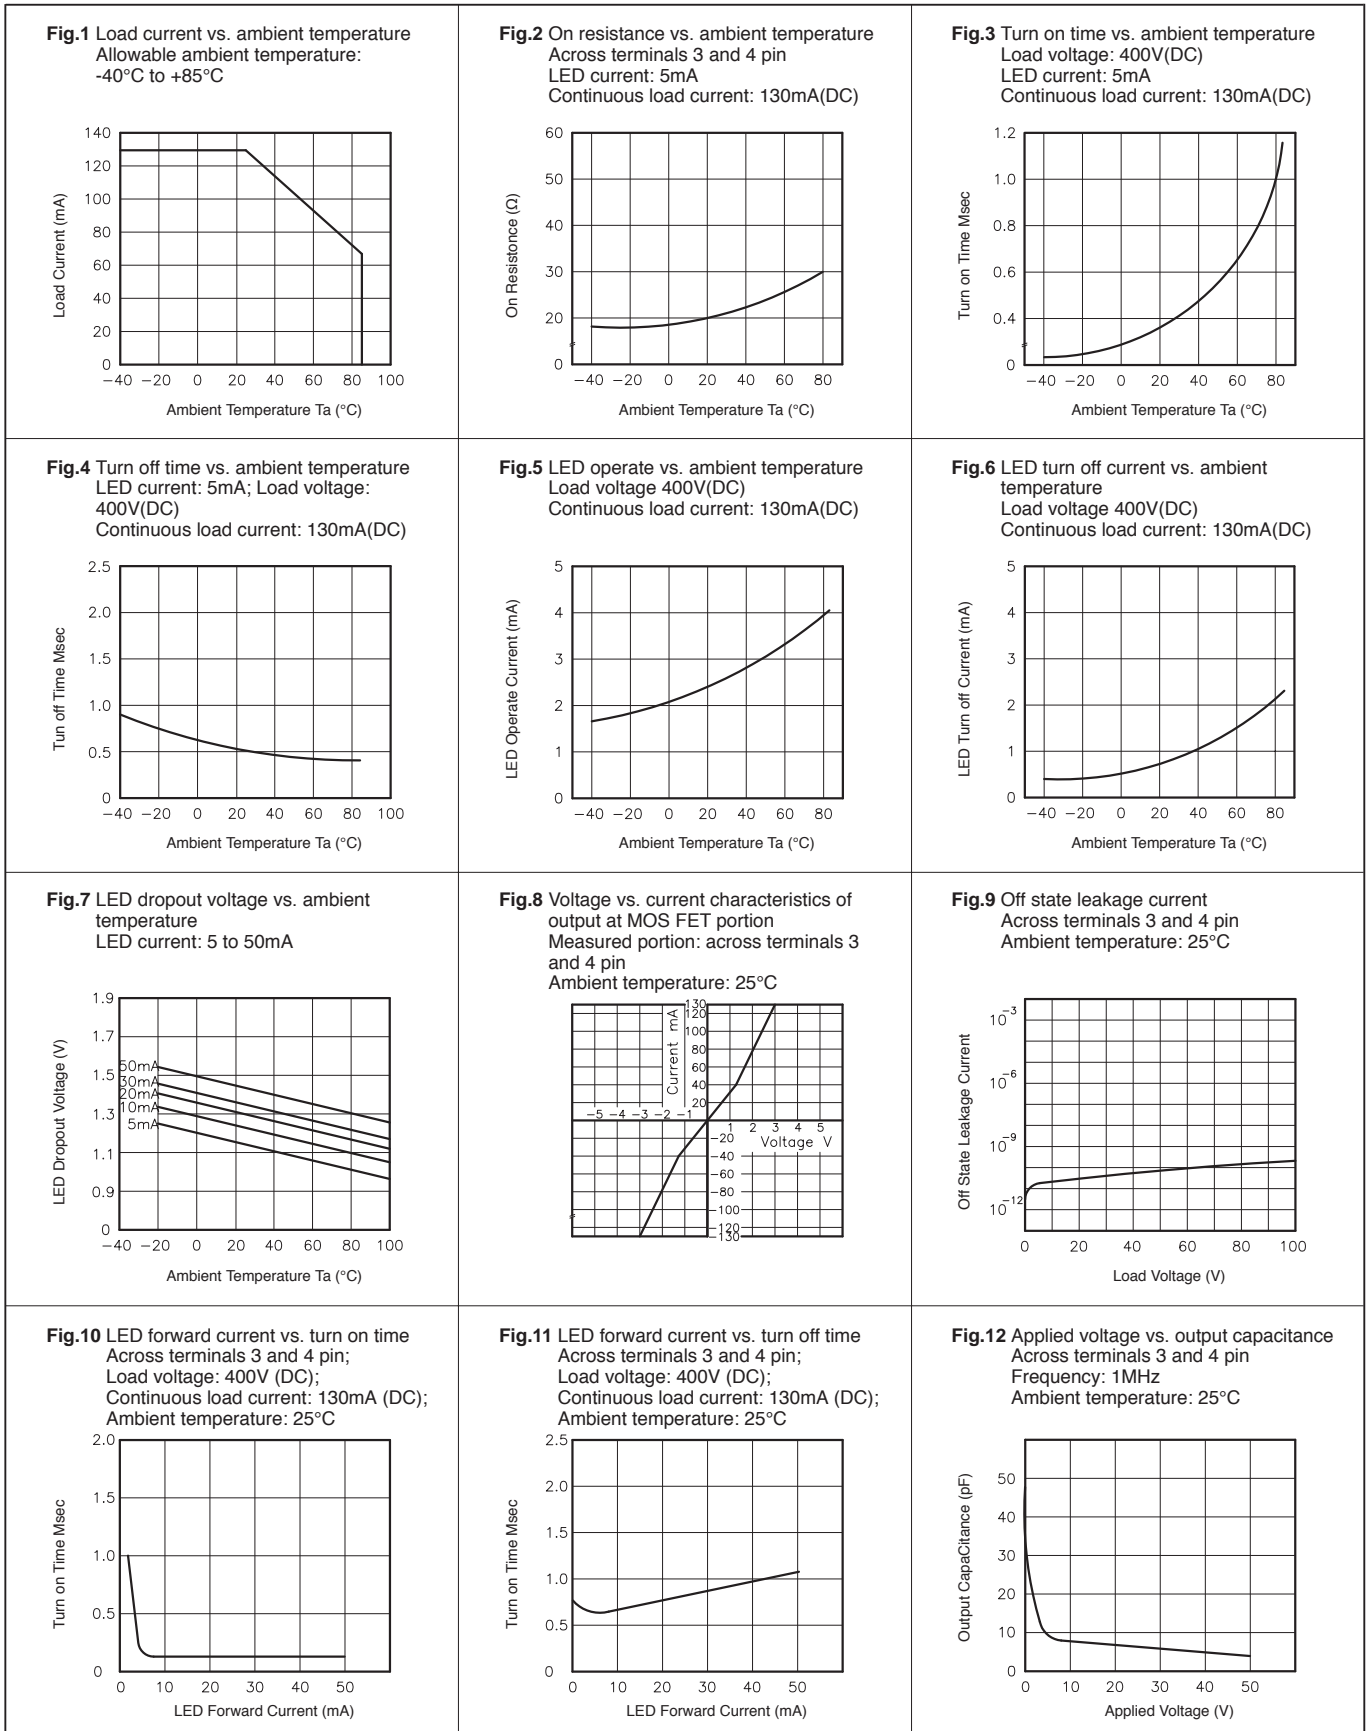 Fig.1 Load current vs. ambient temperature
Allowable ambient temperature:
-40°C to +85°C
140
120
100
80
60
40
20
0
Load Current (mA)
−40 −20 0 20 40 60 80 100
Ambient Temperature Ta (°C)
Fig.2 On resistance vs. ambient temperature
Across terminals 3 and 4 pin
LED current: 5mA
Continuous load current: 130mA(DC)
60
50
40
30
20
0
On Resistonce (Ω)
−40 −20 0 20 40 60 80
Ambient Temperature Ta (°C)
Fig.3 Turn on time vs. ambient temperature
Load voltage: 400V(DC)
LED current: 5mA
Continuous load current: 130mA(DC)
1.2
1.0
0.8
0.6
0.4
0
Turn on Time Msec
−40 −20 0 20 40 60 80
Ambient Temperature Ta (°C)
Fig.4 Turn off time vs. ambient temperature
LED current: 5mA; Load voltage:
400V(DC)
Continuous load current: 130mA(DC)
2.5
2.0
1.5
1.0
0.5
0
Tun off Time Msec
−40 −20 0 20 40 60 80 100
Ambient Temperature Ta (°C)
Fig.5 LED operate vs. ambient temperature
Load voltage 400V(DC)
Continuous load current: 130mA(DC)
5
4
3
2
1
0
LED Operate Current (mA)
−40 −20 0 20 40 60 80
Ambient Temperature Ta (°C)
Fig.6 LED turn off current vs. ambient
temperature
Load voltage 400V(DC)
Continuous load current: 130mA(DC)
5
4
3
2
1
0
LED Turn off Current (mA)
−40 −20 0 20 40 60 80
Ambient Temperature Ta (°C)
Fig.7 LED dropout voltage vs. ambient
temperature
LED current: 5 to 50mA
1.9
1.7
1.5
1.3
1.1
0.9
0
LED Dropout Voltage (V)
50mA
30mA
20mA
10mA
5mA
−40 −20 0 20 40 60 80 100
Ambient Temperature Ta (°C)
Fig.8 Voltage vs. current characteristics of
output at MOS FET portion
Measured portion: across terminals 3
and 4 pin
Ambient temperature: 25°C
130
120
100
80
60
40
20
Current mA
−5 −4 −3 −2 −1
1 2 3 4 5
Voltage V
−20
−40
−60
−80
−100
−120
−130
Fig.9 Off state leakage current
Across terminals 3 and 4 pin
Ambient temperature: 25°C
10−3
10−6
10−9
10−12
Off State Leakage Current
0 20 40 60 80 100
Load Voltage (V)
Fig.10 LED forward current vs. turn on time
Across terminals 3 and 4 pin;
Load voltage: 400V (DC);
Continuous load current: 130mA (DC);
Ambient temperature: 25°C
2.0
1.5
1.0
0.5
0
Turn on Time Msec
0 10 20 30 40 50
LED Forward Current (mA)
Fig.11 LED forward current vs. turn off time
Across terminals 3 and 4 pin;
Load voltage: 400V (DC);
Continuous load current: 130mA (DC);
Ambient temperature: 25°C
2.5
2.0
1.5
1.0
0.5
0
Turn on Time Msec
0 10 20 30 40 50
LED Forward Current (mA)
Fig.12 Applied voltage vs. output capacitance
Across terminals 3 and 4 pin
Frequency: 1MHz
Ambient temperature: 25°C
50
40
30
20
10
0
Output CapaCitance (pF)
0 10 20 30 40 50
Applied Voltage (V)